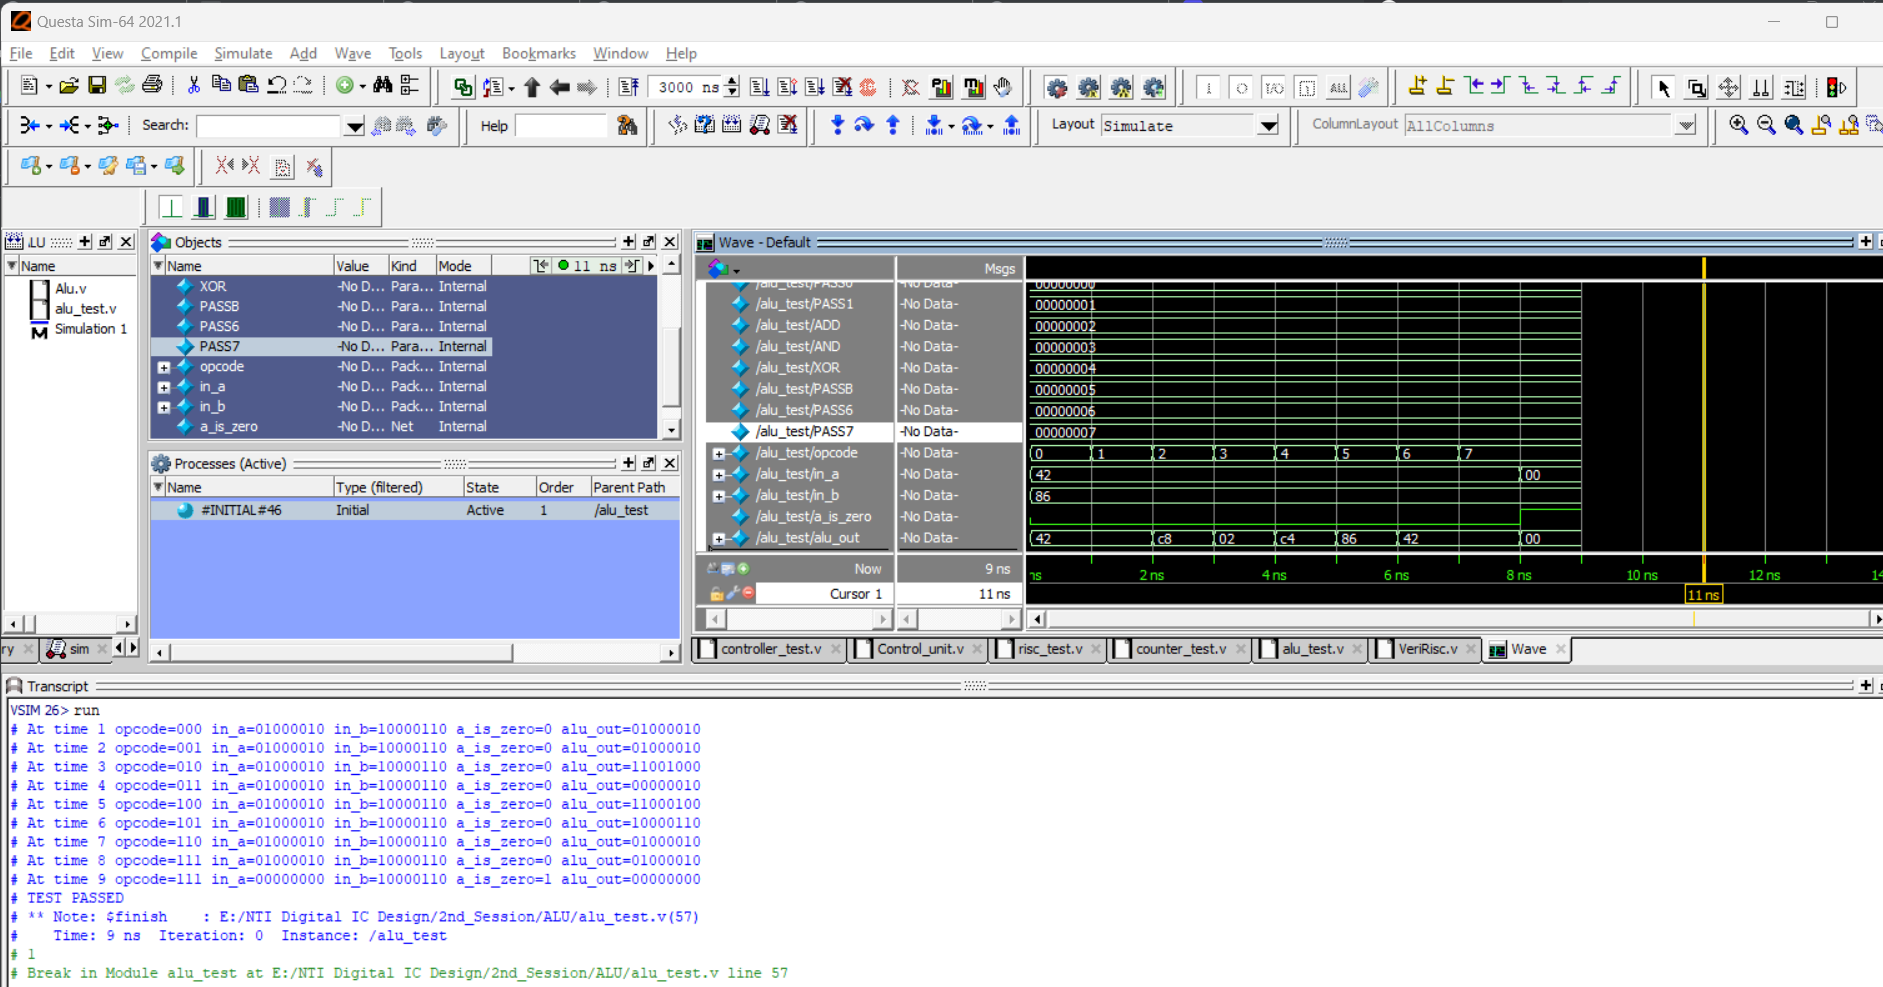 Questa Sim-64 2021.1
File Edit View Compile Simulate Add Wave Tools Layout Bookmarks Window Help
3000 ns
Search: Help Layout Simulate ColumnLayout AllColumns
ALU
Name
Alu.v
alu_test.v
Simulation 1
Objects
Name Value Kind Mode 11 ns
XOR -No D... Para... Internal
PASSB -No D... Para... Internal
PASS6 -No D... Para... Internal
PASS7 -No D... Para... Internal
opcode -No D... Pack... Internal
in_a -No D... Pack... Internal
in_b -No D... Pack... Internal
a_is_zero -No D... Net Internal
Processes (Active)
Name Type (filtered) State Order Parent Path
#INITIAL#46 Initial Active 1 /alu_test
Wave - Default
Msgs
/alu_test/PASS0 -No Data- 00000000
/alu_test/PASS1 -No Data- 00000001
/alu_test/ADD -No Data- 00000002
/alu_test/AND -No Data- 00000003
/alu_test/XOR -No Data- 00000004
/alu_test/PASSB -No Data- 00000005
/alu_test/PASS6 -No Data- 00000006
/alu_test/PASS7 -No Data- 00000007
/alu_test/opcode -No Data- 0 1 2 3 4 5 6 7
/alu_test/in_a -No Data- 42 00
/alu_test/in_b -No Data- 86
/alu_test/a_is_zero -No Data-
/alu_test/alu_out -No Data- 42 c8 02 c4 86 42 00
Now 9 ns ns 2 ns 4 ns 6 ns 8 ns 10 ns 12 ns 14
Cursor 1 11 ns 11 ns
ry sim
controller_test.v Control_unit.v risc_test.v counter_test.v alu_test.v VeriRisc.v Wave
Transcript
VSIM 26> run
# At time 1 opcode=000 in_a=01000010 in_b=10000110 a_is_zero=0 alu_out=01000010
# At time 2 opcode=001 in_a=01000010 in_b=10000110 a_is_zero=0 alu_out=01000010
# At time 3 opcode=010 in_a=01000010 in_b=10000110 a_is_zero=0 alu_out=11001000
# At time 4 opcode=011 in_a=01000010 in_b=10000110 a_is_zero=0 alu_out=00000010
# At time 5 opcode=100 in_a=01000010 in_b=10000110 a_is_zero=0 alu_out=11000100
# At time 6 opcode=101 in_a=01000010 in_b=10000110 a_is_zero=0 alu_out=10000110
# At time 7 opcode=110 in_a=01000010 in_b=10000110 a_is_zero=0 alu_out=01000010
# At time 8 opcode=111 in_a=01000010 in_b=10000110 a_is_zero=0 alu_out=01000010
# At time 9 opcode=111 in_a=00000000 in_b=10000110 a_is_zero=1 alu_out=00000000
# TEST PASSED
# ** Note: $finish : E:/NTI Digital IC Design/2nd_Session/ALU/alu_test.v(57)
# Time: 9 ns Iteration: 0 Instance: /alu_test
# 1
# Break in Module alu_test at E:/NTI Digital IC Design/2nd_Session/ALU/alu_test.v line 57